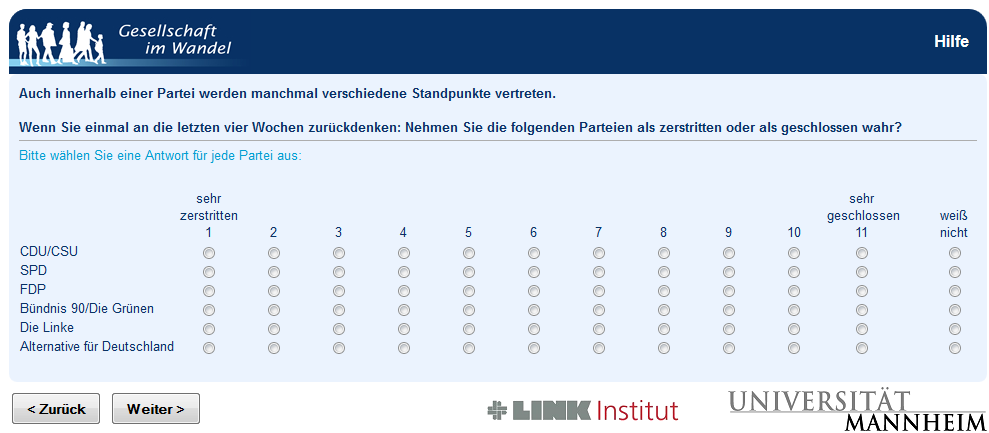 Gesellschaft
im Wandel
Hilfe
Auch innerhalb einer Partei werden manchmal verschiedene Standpunkte vertreten.
Wenn Sie einmal an die letzten vier Wochen zurückdenken: Nehmen Sie die folgenden Parteien als zerstritten oder als geschlossen wahr?
Bitte wählen Sie eine Antwort für jede Partei aus:
sehr sehr
zerstritten geschlossen weiß
1 2 3 4 5 6 7 8 9 10 11 nicht
CDU/CSU
SPD
FDP
Bündnis 90/Die Grünen
Die Linke
Alternative für Deutschland
< Zurück Weiter >
LINK Institut
UNIVERSITÄT
MANNHEIM